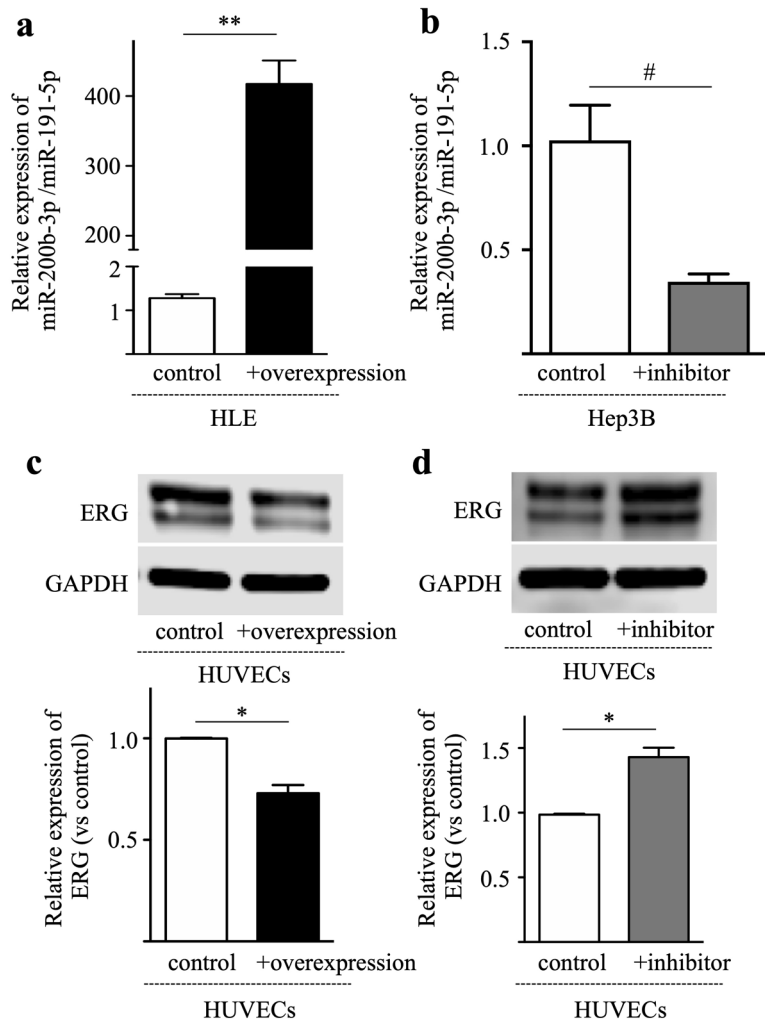 a
**
Relative expression of
miR-200b-3p /miR-191-5p
400
300
200
2
1
control +overexpression
HLE
b
#
Relative expression of
miR-200b-3p /miR-191-5p
1.5
1.0
0.5
control +inhibitor
Hep3B
c
ERG
GAPDH
control +overexpression
HUVECs
Relative expression of
ERG (vs control)
*
1.0
0.5
control +overexpression
HUVECs
d
ERG
GAPDH
control +inhibitor
HUVECs
Relative expression of
ERG (vs control)
*
1.5
1.0
0.5
control +inhibitor
HUVECs